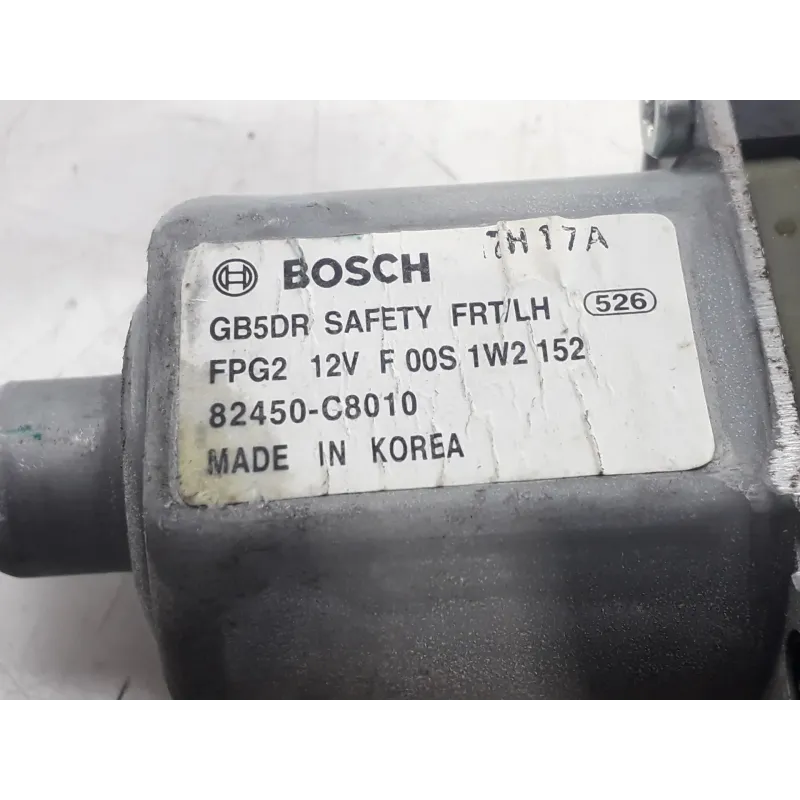 BOSCH 7H17A
GB5DR SAFETY FRT/LH 526
FPG2 12V F 00S 1W2 152
82450-C8010
MADE IN KOREA